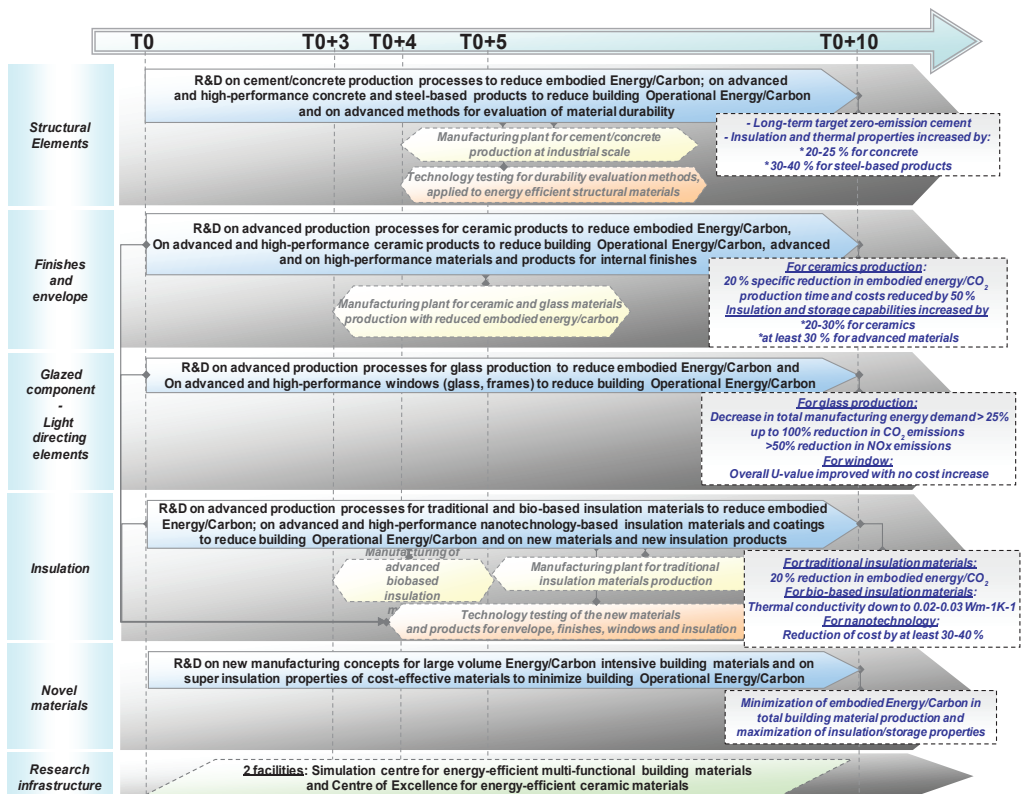 T0 T0+3 T0+4 T0+5 T0+10
Structural
Elements
R&D on cement/concrete production processes to reduce embodied Energy/Carbon; on advanced
and high-performance concrete and steel-based products to reduce building Operational Energy/Carbon
and on advanced methods for evaluation of material durability
Manufacturing plant for cement/concrete
production at industrial scale
Technology testing for durability evaluation methods,
applied to energy efficient structural materials
- Long-term target zero-emission cement
- Insulation and thermal properties increased by:
*20-25 % for concrete
*30-40 % for steel-based products
Finishes
and
envelope
R&D on advanced production processes for ceramic products to reduce embodied Energy/Carbon,
On advanced and high-performance ceramic products to reduce building Operational Energy/Carbon, advanced
and on high-performance materials and products for internal finishes
Manufacturing plant for ceramic and glass materials
production with reduced embodied energy/carbon
For ceramics production:
20 % specific reduction in embodied energy/CO2
production time and costs reduced by 50 %
Insulation and storage capabilities increased by
*20-30% for ceramics
*at least 30 % for advanced materials
Glazed
component
-
Light
directing
elements
R&D on advanced production processes for glass production to reduce embodied Energy/Carbon and
On advanced and high-performance windows (glass, frames) to reduce building Operational Energy/Carbon
For glass production:
Decrease in total manufacturing energy demand > 25%
up to 100% reduction in CO2 emissions
>50% reduction in NOx emissions
For window:
Overall U-value improved with no cost increase
Insulation
R&D on advanced production processes for traditional and bio-based insulation materials to reduce embodied
Energy/Carbon; on advanced and high-performance nanotechnology-based insulation materials and coatings
to reduce building Operational Energy/Carbon and on new materials and new insulation products
Manufacturing of
advanced
biobased
insulation
Manufacturing plant for traditional
insulation materials production
Technology testing of the new materials
and products for envelope, finishes, windows and insulation
For traditional insulation materials:
20 % reduction in embodied energy/CO2
For bio-based insulation materials:
Thermal conductivity down to 0.02-0.03 Wm-1K-1
For nanotechnology:
Reduction of cost by at least 30-40 %
Novel
materials
R&D on new manufacturing concepts for large volume Energy/Carbon intensive building materials and on
super insulation properties of cost-effective materials to minimize building Operational Energy/Carbon
Minimization of embodied Energy/Carbon in
total building material production and
maximization of insulation/storage properties
Research
infrastructure
2 facilities: Simulation centre for energy-efficient multi-functional building materials
and Centre of Excellence for energy-efficient ceramic materials